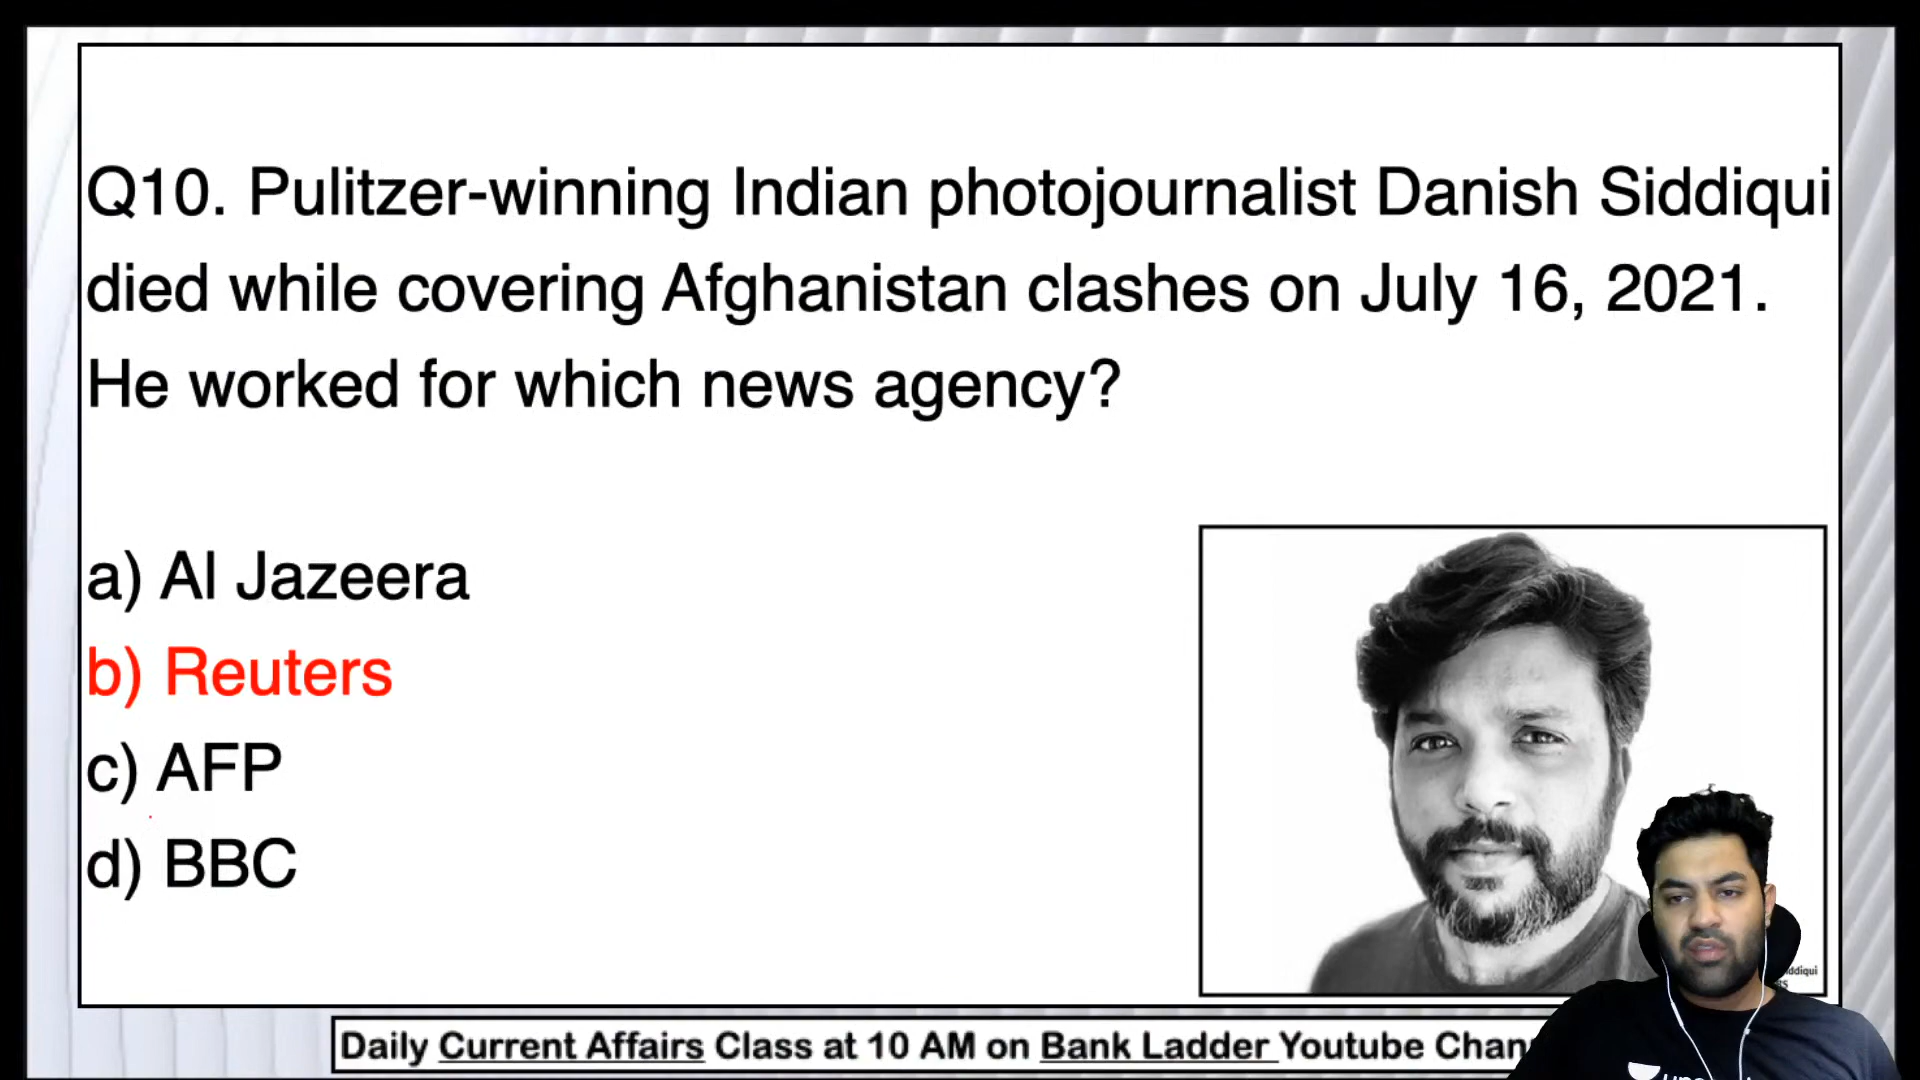 Q10. Pulitzer-winning Indian photojournalist Danish Siddiqui
died while covering Afghanistan clashes on July 16, 2021.
He worked for which news agency?
a) Al Jazeera
b) Reuters
c) AFP
d) BBC
Daily Current Affairs Class at 10 AM on Bank Ladder Youtube